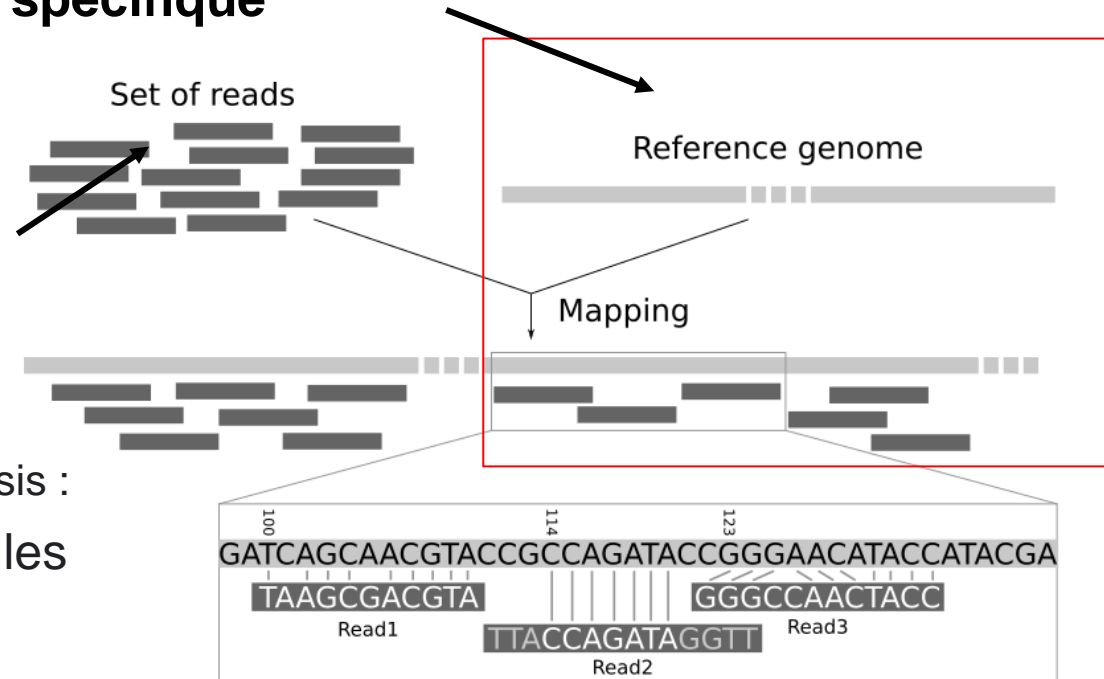 spécifique
Set of reads
Reference genome
Mapping
sis :
les
100
114
123
GATCAGCAACGTACCGCCAGATACCGGGAACATACCATACGA
TAAGCGACGTA
GGGCCAACTACC
Read1
Read3
TTACCAGATAGGTT
Read2